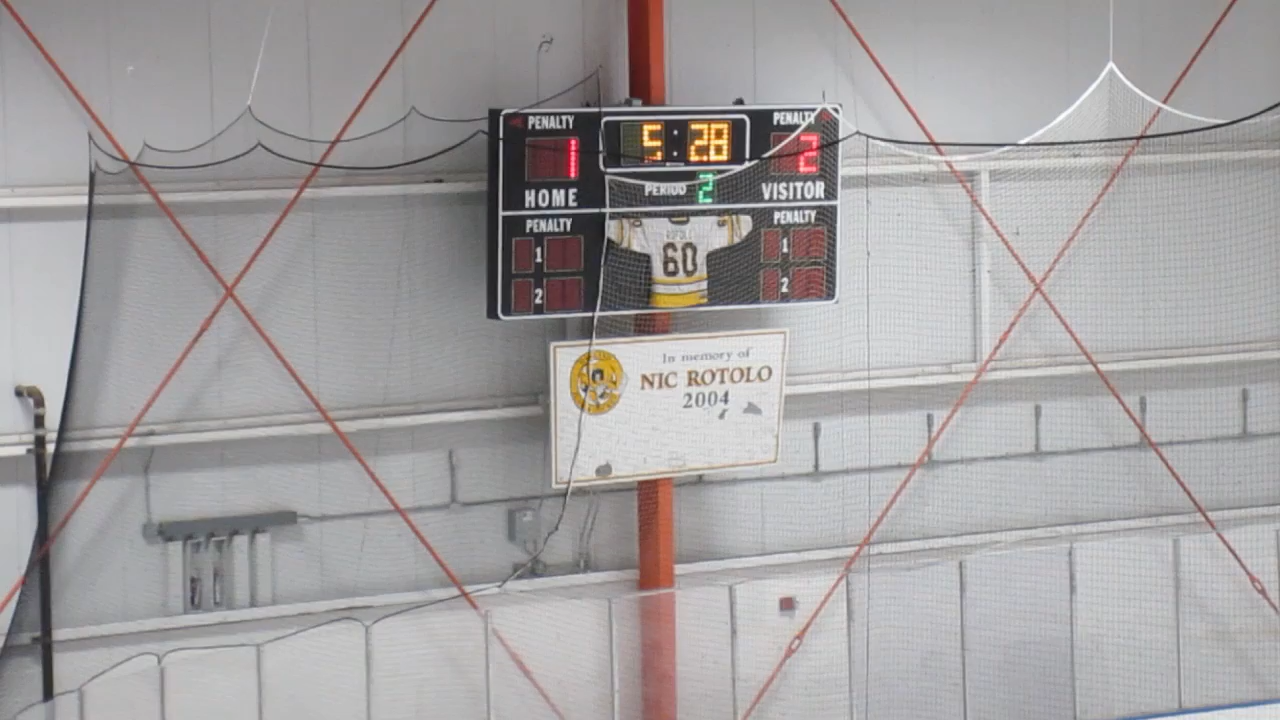 PENALTY 5:28 PENALTY
1 2
HOME PERIOD 2 VISITOR
PENALTY PENALTY
1 60 1
2 2
In memory of
NIC ROTOLO
2004